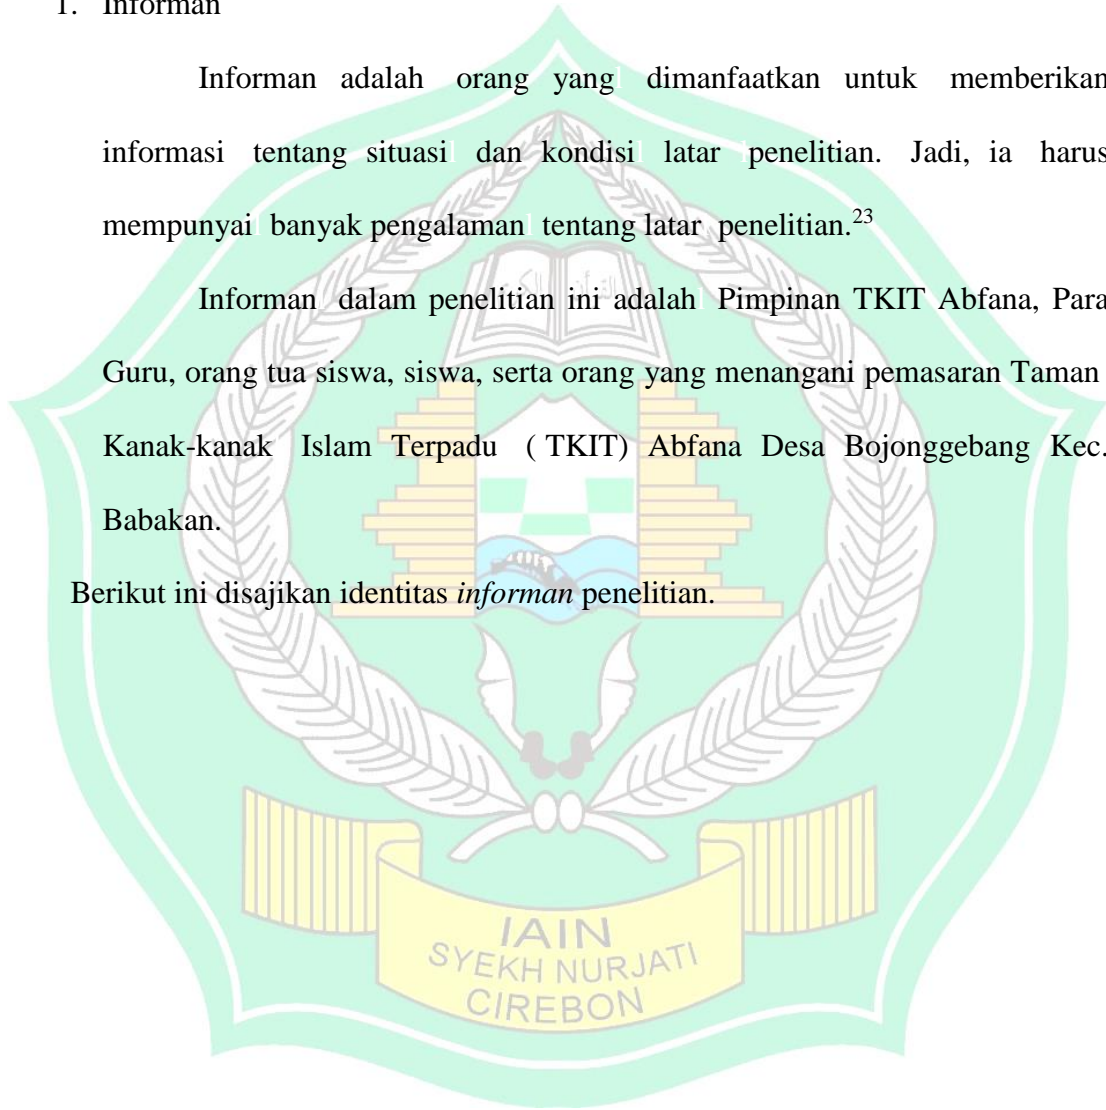 1. Informan
Informan adalah orang yang dimanfaatkan untuk memberikan
informasi tentang situasi dan kondisi latar penelitian. Jadi, ia harus
mempunyai banyak pengalaman tentang latar penelitian.23
Informan dalam penelitian ini adalah Pimpinan TKIT Abfana, Para
Guru, orang tua siswa, siswa, serta orang yang menangani pemasaran Taman
Kanak-kanak Islam Terpadu ( TKIT) Abfana Desa Bojonggebang Kec.
Babakan.
Berikut ini disajikan identitas informan penelitian.
IAIN
SYEKH NURJATI
CIREBON